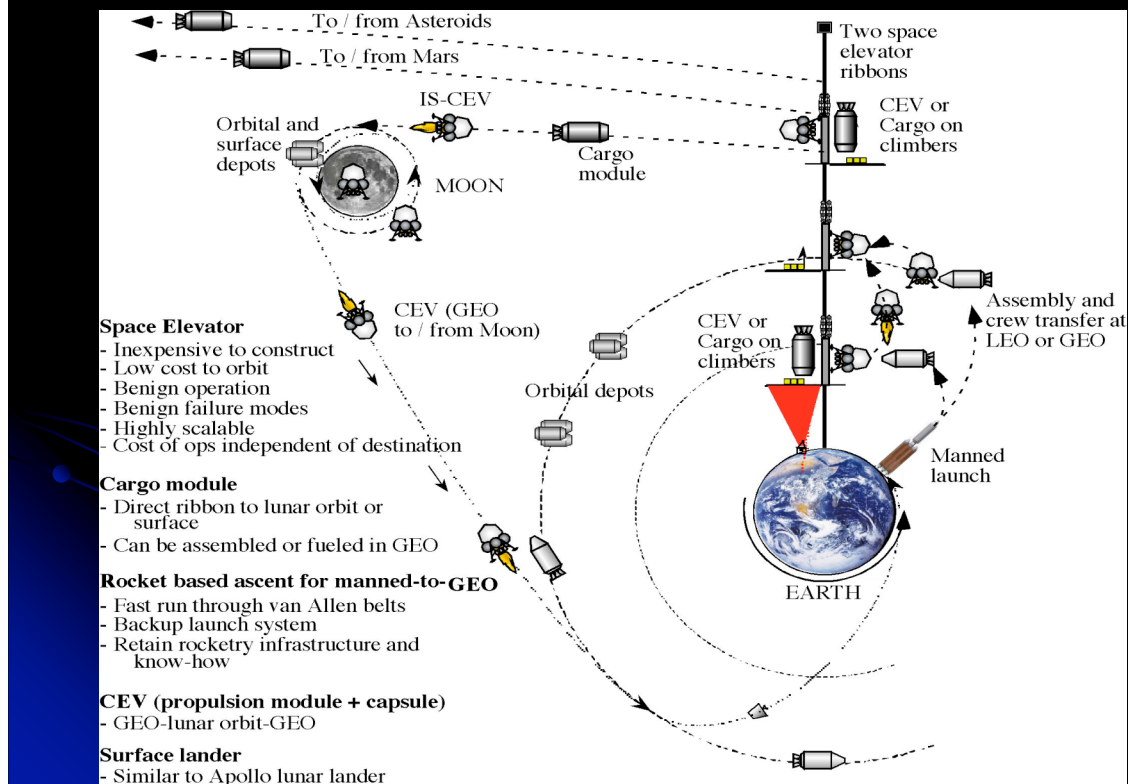 To / from Asteroids
To / from Mars
Two space
elevator
ribbons
IS-CEV
CEV or
Cargo on
climbers
Orbital and
surface
depots
Cargo
module
MOON
CEV (GEO
to / from Moon)
Assembly and
crew transfer at
LEO or GEO
CEV or
Cargo on
climbers
Orbital depots
Manned
launch
EARTH
Space Elevator
- Inexpensive to construct
- Low cost to orbit
- Benign operation
- Benign failure modes
- Highly scalable
- Cost of ops independent of destination
Cargo module
- Direct ribbon to lunar orbit or
surface
- Can be assembled or fueled in GEO
Rocket based ascent for manned-to-GEO
- Fast run through van Allen belts
- Backup launch system
- Retain rocketry infrastructure and
know-how
CEV (propulsion module + capsule)
- GEO-lunar orbit-GEO
Surface lander
- Similar to Apollo lunar lander